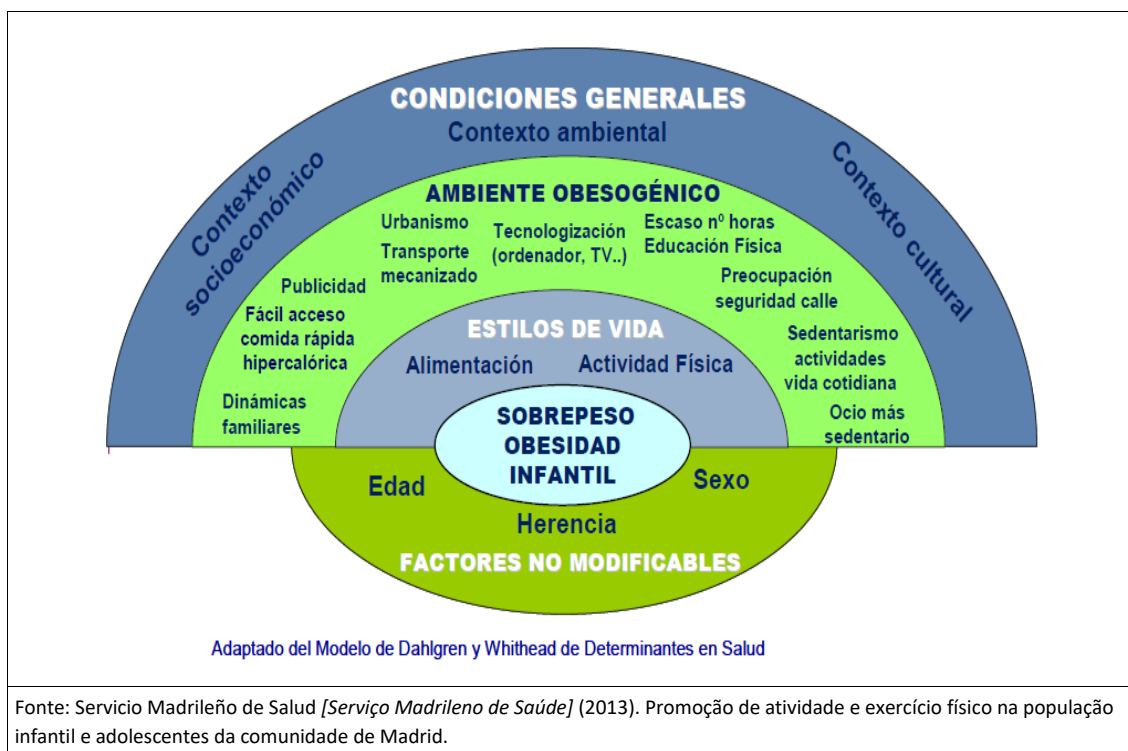 CONDICIONES GENERALES
Contexto ambiental
Contexto
socioeconómico
Contexto cultural
AMBIENTE OBESOGÉNICO
Urbanismo
Transporte
mecanizado
Tecnologización
(ordenador, TV..)
Escaso nº horas
Educación Física
Publicidad
Preocupación
seguridad calle
Fácil acceso
comida rápida
hipercalórica
Sedentarismo
actividades
vida cotidiana
Dinámicas
familiares
Ocio más
sedentario
ESTILOS DE VIDA
Alimentación
Actividad Física
SOBREPESO
OBESIDAD
INFANTIL
Edad
Sexo
Herencia
FACTORES NO MODIFICABLES
Adaptado del Modelo de Dahlgren y Whithead de Determinantes en Salud
Fonte: Servicio Madrileño de Salud [Serviço Madrileno de Saúde] (2013). Promoção de atividade e exercício físico na população
infantil e adolescentes da comunidade de Madrid.